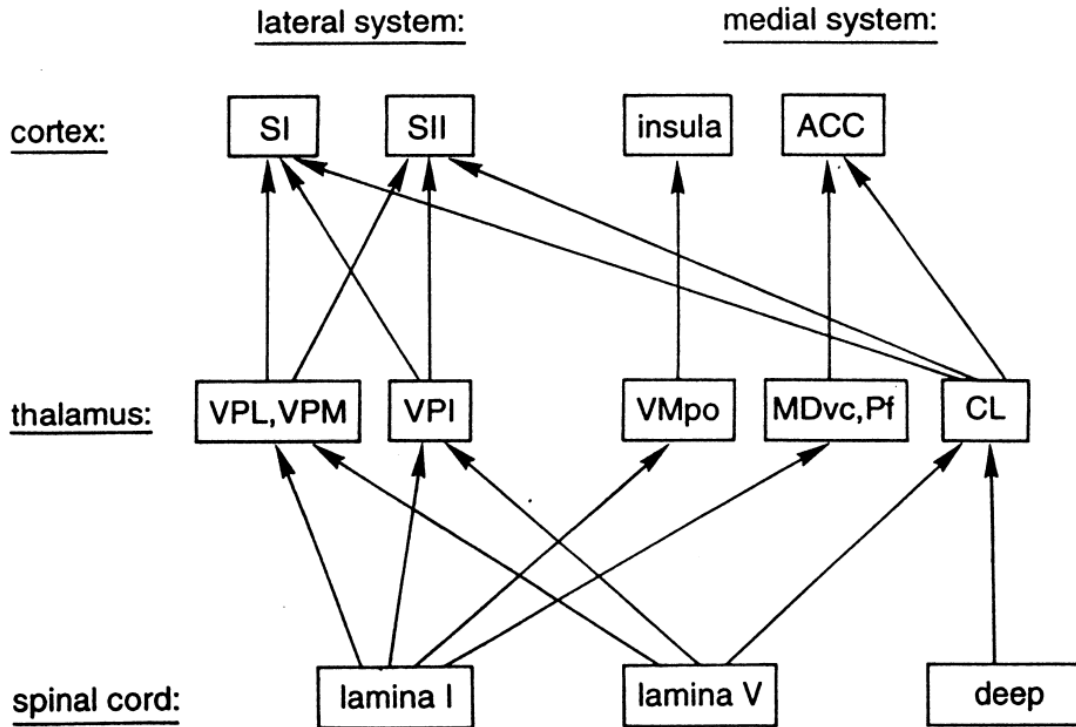 lateral system: medial system:
cortex: SI SII insula ACC
thalamus: VPL,VPM VPI VMpo MDvc,Pf CL
spinal cord: lamina I lamina V deep